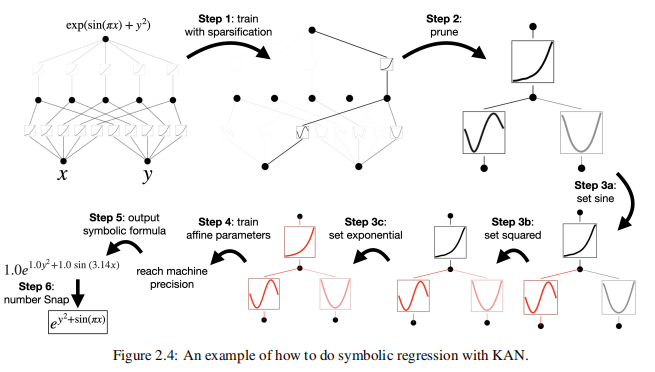 exp(sin(πx) + y²)
Step 1: train
with sparsification
Step 2:
prune
x
y
Step 3a:
set sine
Step 3b:
set squared
Step 3c:
set exponential
Step 4: train
affine parameters
reach machine
precision
Step 5: output
symbolic formula
1.0e^{1.0y²+1.0 sin (3.14x)}
Step 6:
number Snap
e^{y²+sin(πx)}
Figure 2.4: An example of how to do symbolic regression with KAN.